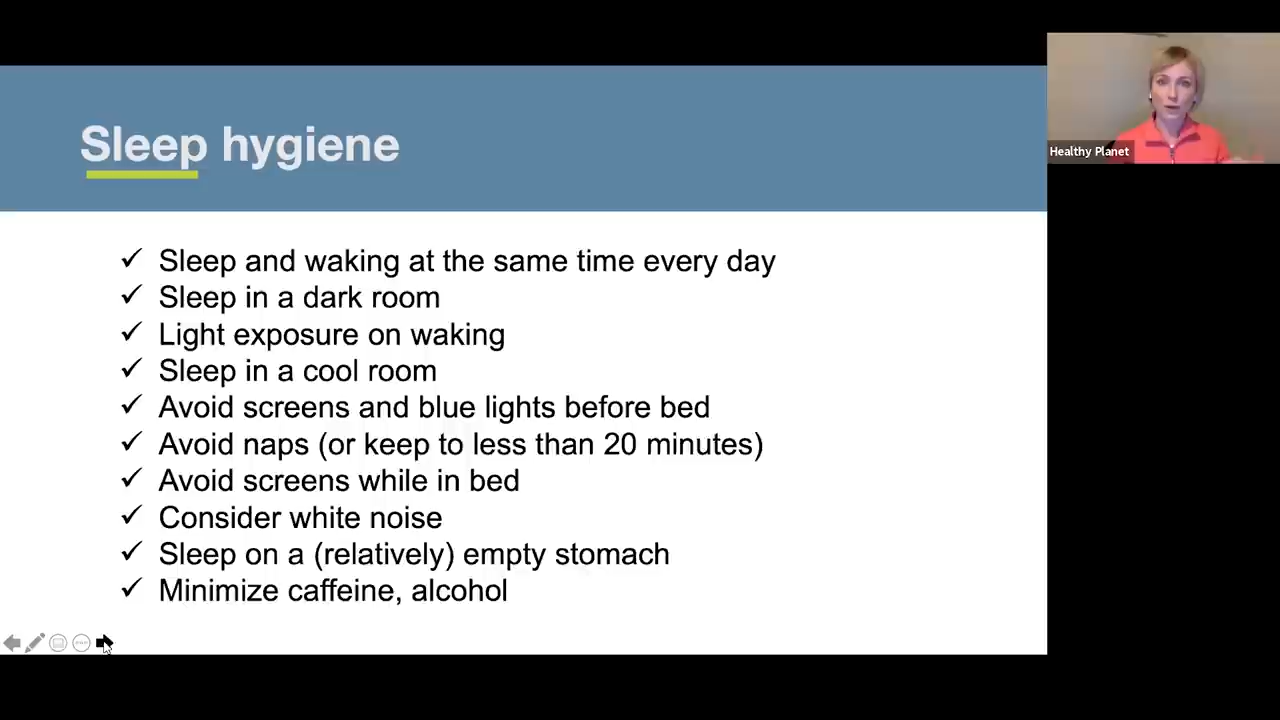 Sleep hygiene
Healthy Planet
✓ Sleep and waking at the same time every day
✓ Sleep in a dark room
✓ Light exposure on waking
✓ Sleep in a cool room
✓ Avoid screens and blue lights before bed
✓ Avoid naps (or keep to less than 20 minutes)
✓ Avoid screens while in bed
✓ Consider white noise
✓ Sleep on a (relatively) empty stomach
✓ Minimize caffeine, alcohol